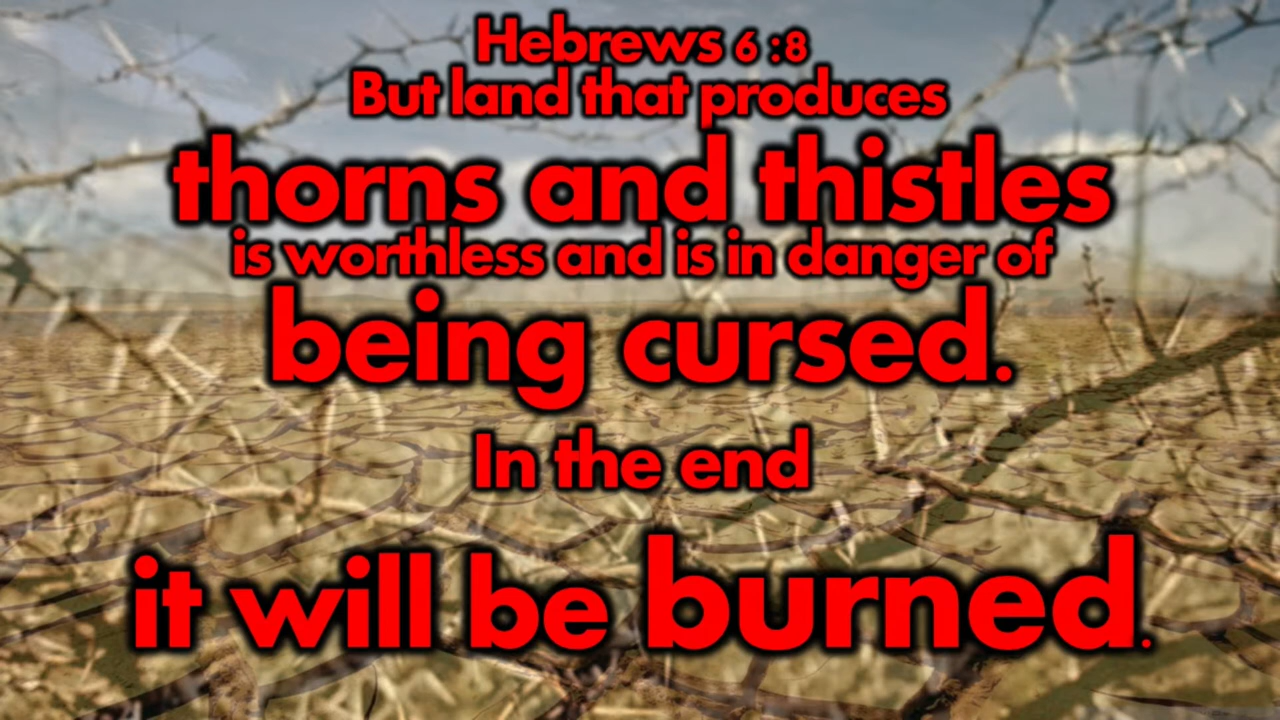 Hebrews 6 :8
But land that produces
thorns and thistles
is worthless and is in danger of
being cursed.
In the end
it will be burned.